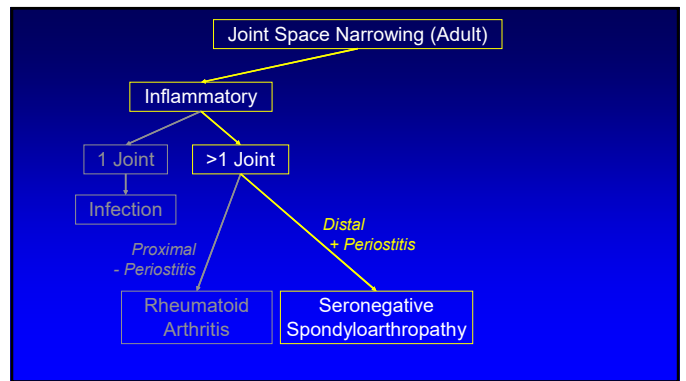 Joint Space Narrowing (Adult)
Inflammatory
1 Joint
>1 Joint
Infection
Distal
+ Periostitis
Proximal
- Periostitis
Rheumatoid
Arthritis
Seronegative
Spondyloarthropathy